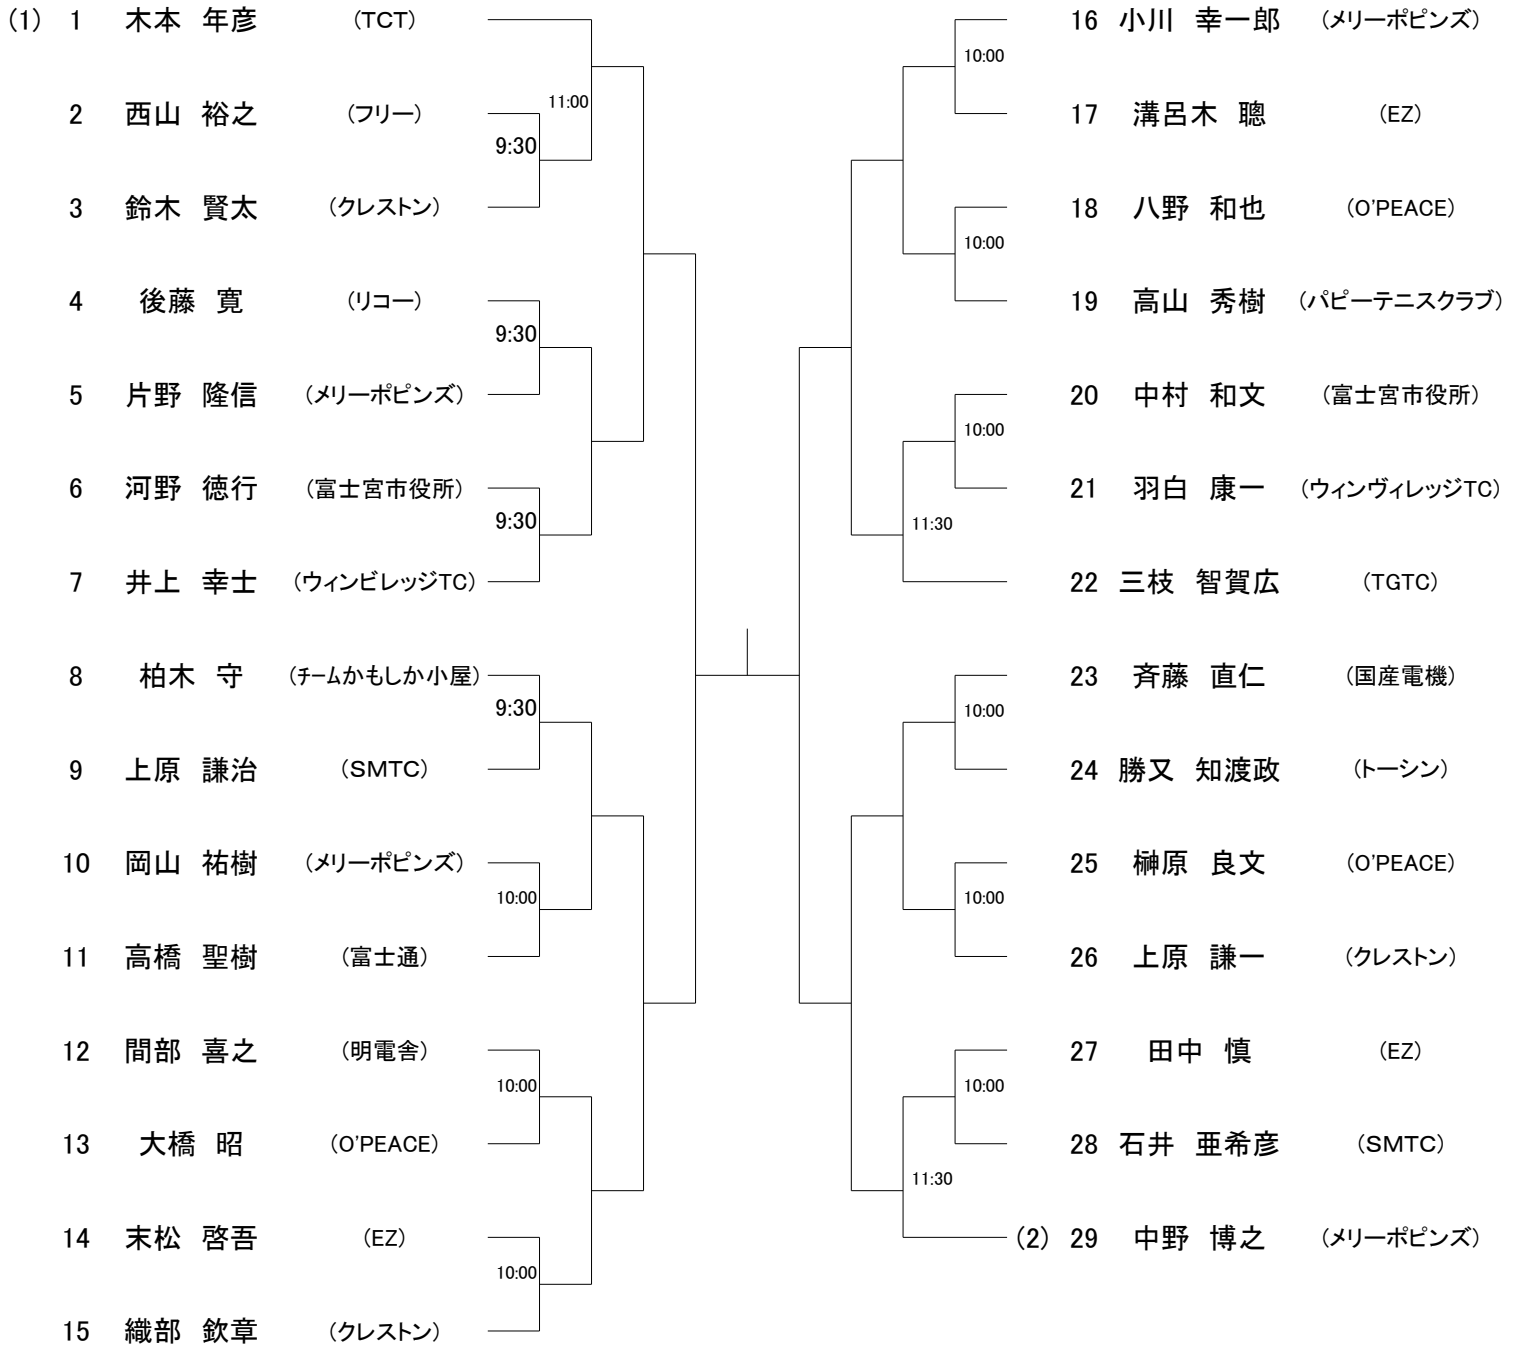 (1) 1 木本 年彦 (TCT)
11:00
2 西山 裕之 (フリー)
9:30
3 鈴木 賢太 (クレストン)
4 後藤 寛 (リコー)
9:30
5 片野 隆信 (メリーポピンズ)
6 河野 徳行 (富士宮市役所)
9:30
7 井上 幸士 (ウィンビレッジTC)
8 柏木 守 (ﾁｰﾑかもしか小屋)
9:30
9 上原 謙治 (SMTC)
10 岡山 祐樹 (メリーポピンズ)
10:00
11 高橋 聖樹 (富士通)
12 間部 喜之 (明電舎)
10:00
13 大橋 昭 (O'PEACE)
14 末松 啓吾 (EZ)
10:00
15 織部 欽章 (クレストン)
16 小川 幸一郎 (メリーポピンズ)
10:00
17 溝呂木 聰 (EZ)
18 八野 和也 (O'PEACE)
10:00
19 高山 秀樹 (パピーテニスクラブ)
20 中村 和文 (富士宮市役所)
10:00
21 羽白 康一 (ウィンヴィレッジTC)
11:30
22 三枝 智賀広 (TGTC)
23 斉藤 直仁 (国産電機)
10:00
24 勝又 知渡政 (トーシン)
25 榊原 良文 (O'PEACE)
10:00
26 上原 謙一 (クレストン)
27 田中 慎 (EZ)
10:00
28 石井 亜希彦 (SMTC)
11:30
(2) 29 中野 博之 (メリーポピンズ)